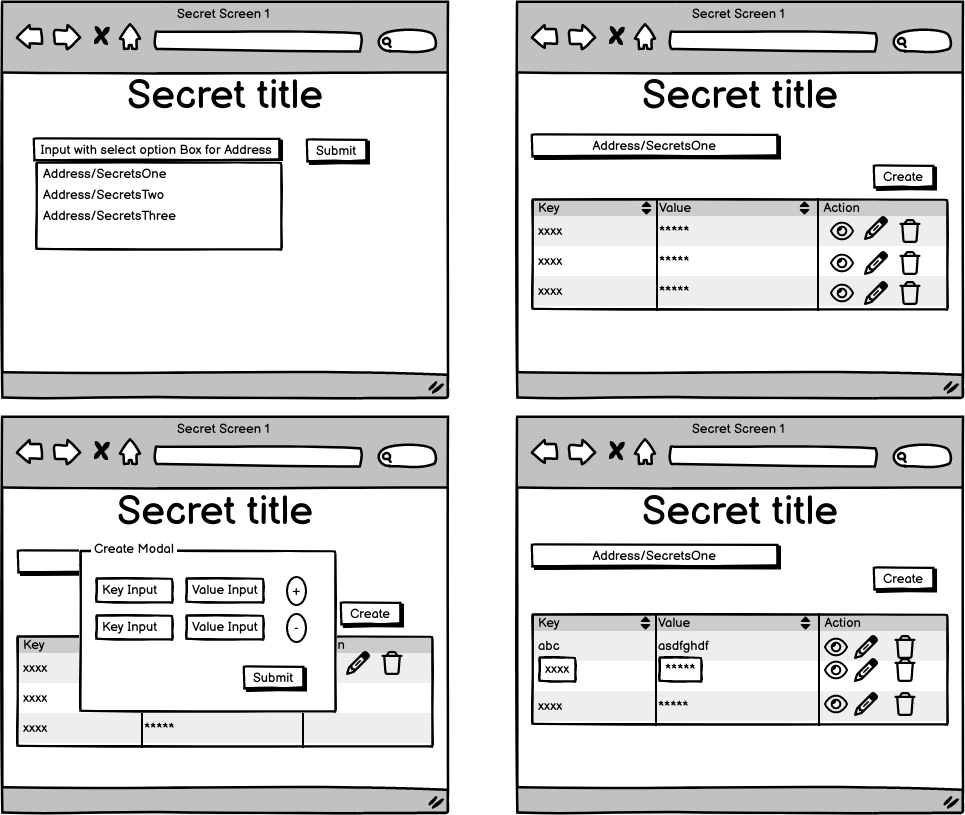 Secret Screen 1
Secret title
Input with select option Box for Address
Submit
Address/SecretsOne
Address/SecretsTwo
Address/SecretsThree
Secret Screen 1
Secret title
Address/SecretsOne
Create
Key Value Action
xxxx *****
xxxx *****
xxxx *****
Secret Screen 1
Secret title
Create Modal
Key Input Value Input +
Key Input Value Input -
Submit
Create
Key n
xxxx
xxxx
xxxx *****
Secret Screen 1
Secret title
Address/SecretsOne
Create
Key Value Action
abc asdfghdf
xxxx *****
xxxx